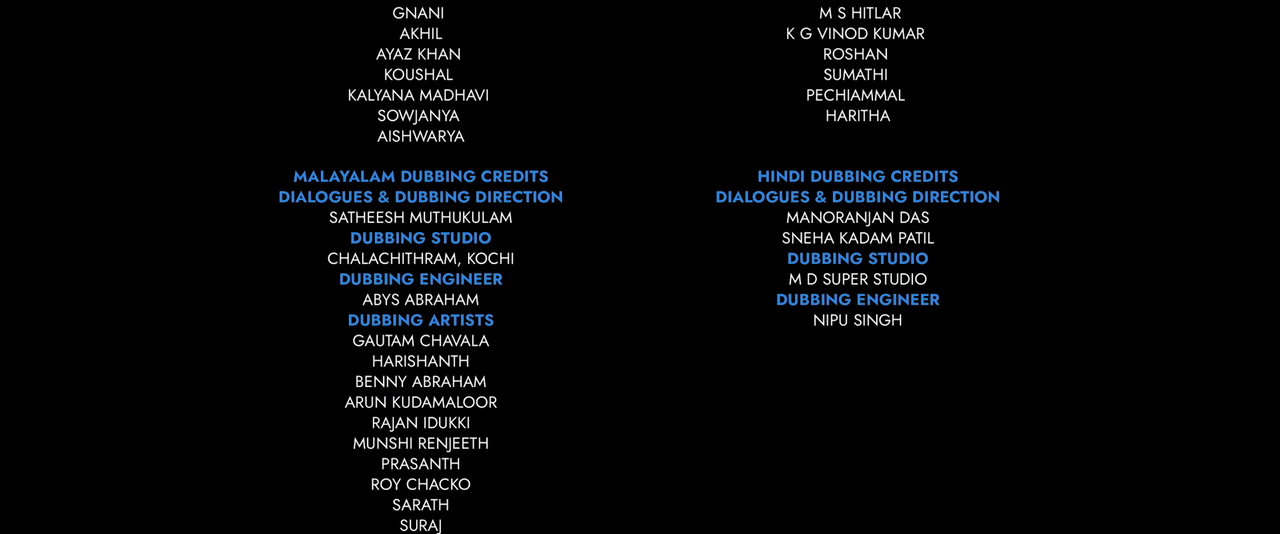 GNANI
AKHIL
AYAZ KHAN
KOUSHAL
KALYANA MADHAVI
SOWJANYA
AISHWARYA
M S HITLAR
K G VINOD KUMAR
ROSHAN
SUMATHI
PECHIAMMAL
HARITHA
MALAYALAM DUBBING CREDITS
DIALOGUES & DUBBING DIRECTION
SATHEESH MUTHUKULAM
DUBBING STUDIO
CHALACHITHRAM, KOCHI
DUBBING ENGINEER
ABYS ABRAHAM
DUBBING ARTISTS
GAUTAM CHAVALA
HARISHANTH
BENNY ABRAHAM
ARUN KUDAMALOOR
RAJAN IDUKKI
MUNSHI RENJEETH
PRASANTH
ROY CHACKO
SARATH
SURAJ
HINDI DUBBING CREDITS
DIALOGUES & DUBBING DIRECTION
MANORANJAN DAS
SNEHA KADAM PATIL
DUBBING STUDIO
M D SUPER STUDIO
DUBBING ENGINEER
NIPU SINGH